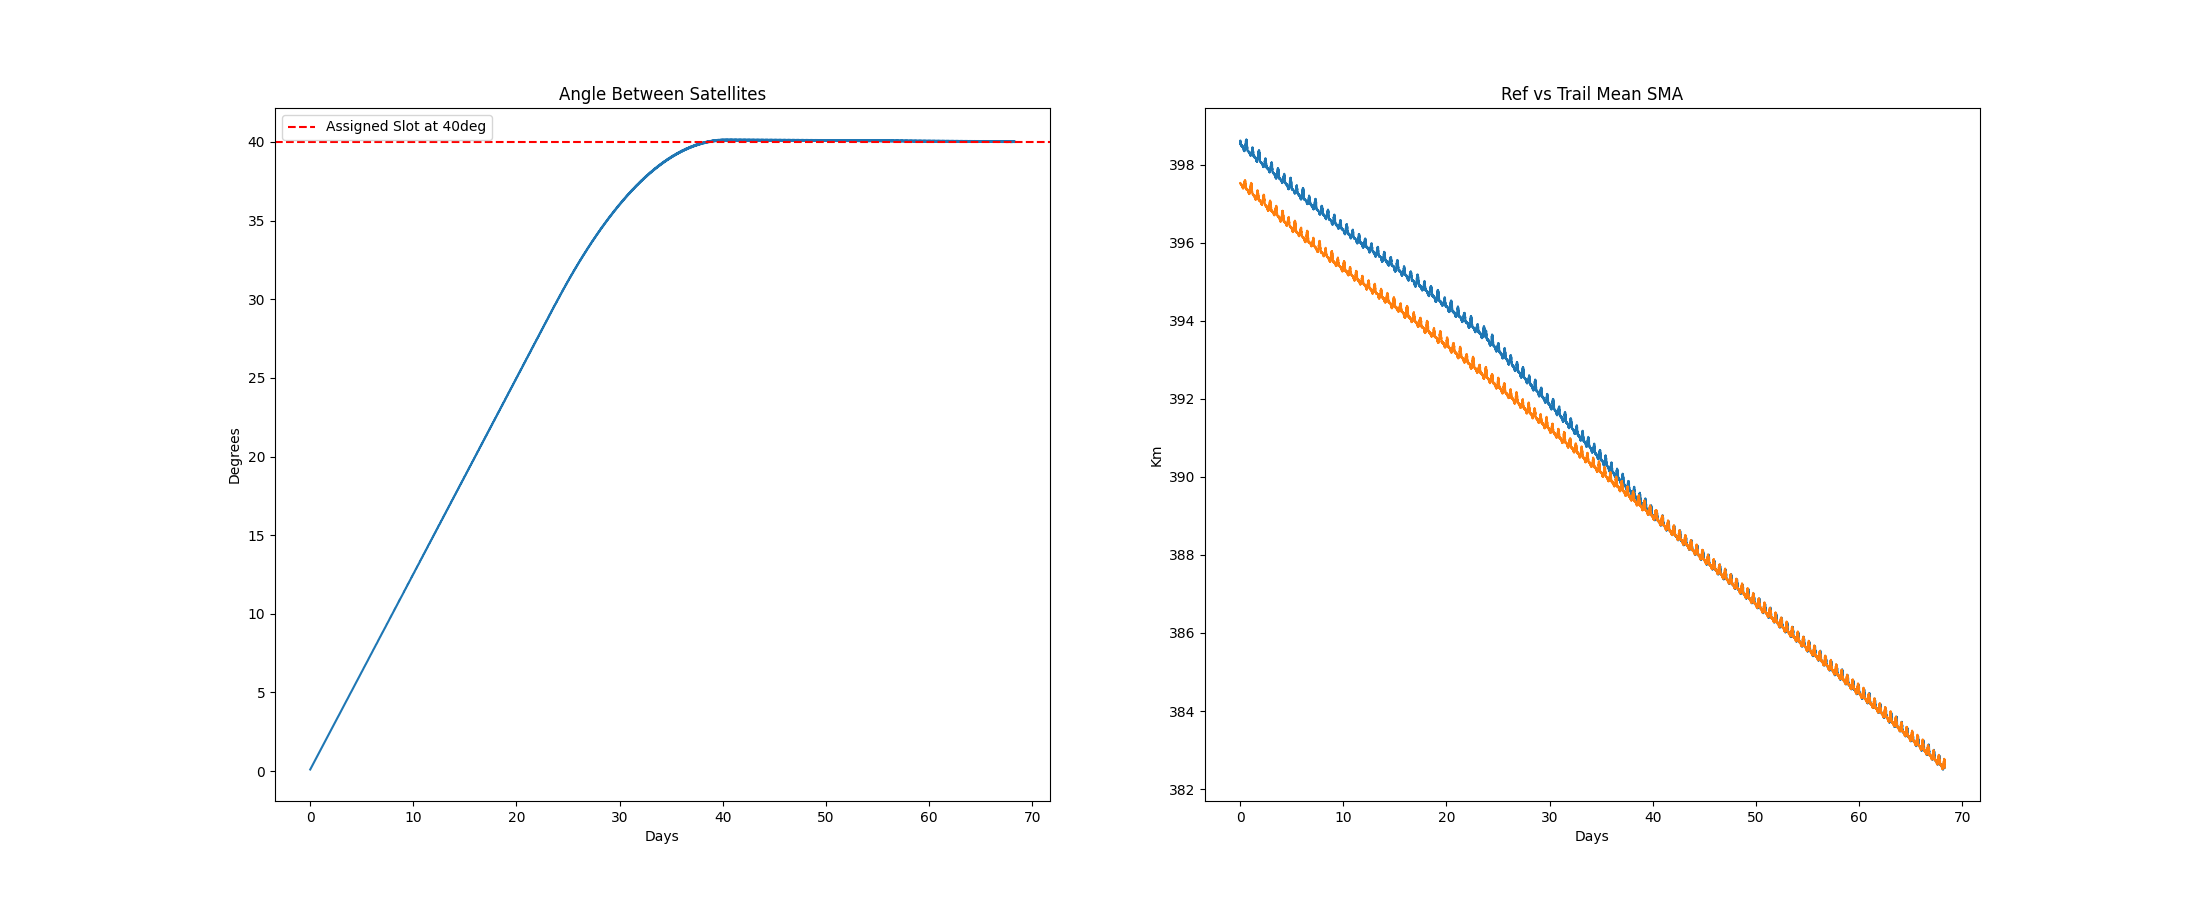 Angle Between Satellites
Assigned Slot at 40deg
40
35
30
25
20
15
10
5
0
Degrees
0 10 20 30 40 50 60 70
Days
Ref vs Trail Mean SMA
398
396
394
392
390
388
386
384
382
Km
0 10 20 30 40 50 60 70
Days